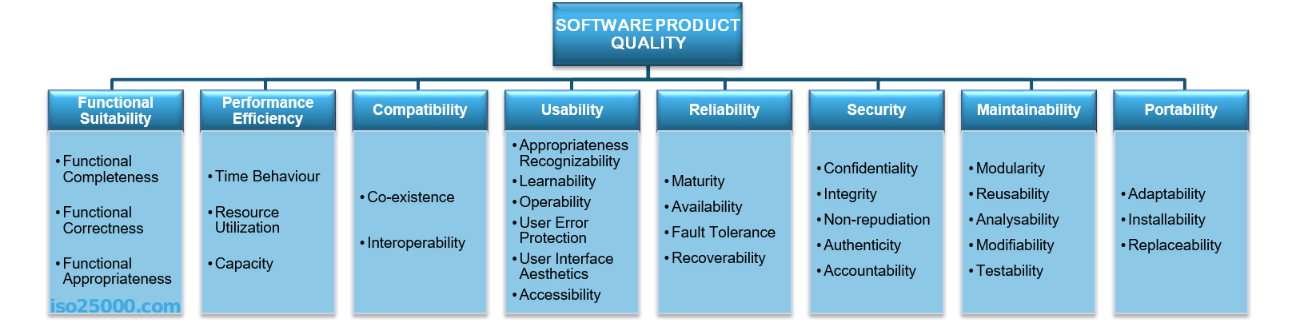 SOFTWARE PRODUCT
QUALITY
Functional
Suitability
• Functional
Completeness
• Functional
Correctness
• Functional
Appropriateness
iso25000.com
Performance
Efficiency
• Time Behaviour
• Resource
Utilization
• Capacity
Compatibility
• Co-existence
• Interoperability
Usability
• Appropriateness
Recognizability
• Learnability
• Operability
• User Error
Protection
• User Interface
Aesthetics
• Accessibility
Reliability
• Maturity
• Availability
• Fault Tolerance
• Recoverability
Security
• Confidentiality
• Integrity
• Non-repudiation
• Authenticity
• Accountability
Maintainability
• Modularity
• Reusability
• Analysability
• Modifiability
• Testability
Portability
• Adaptability
• Installability
• Replaceability